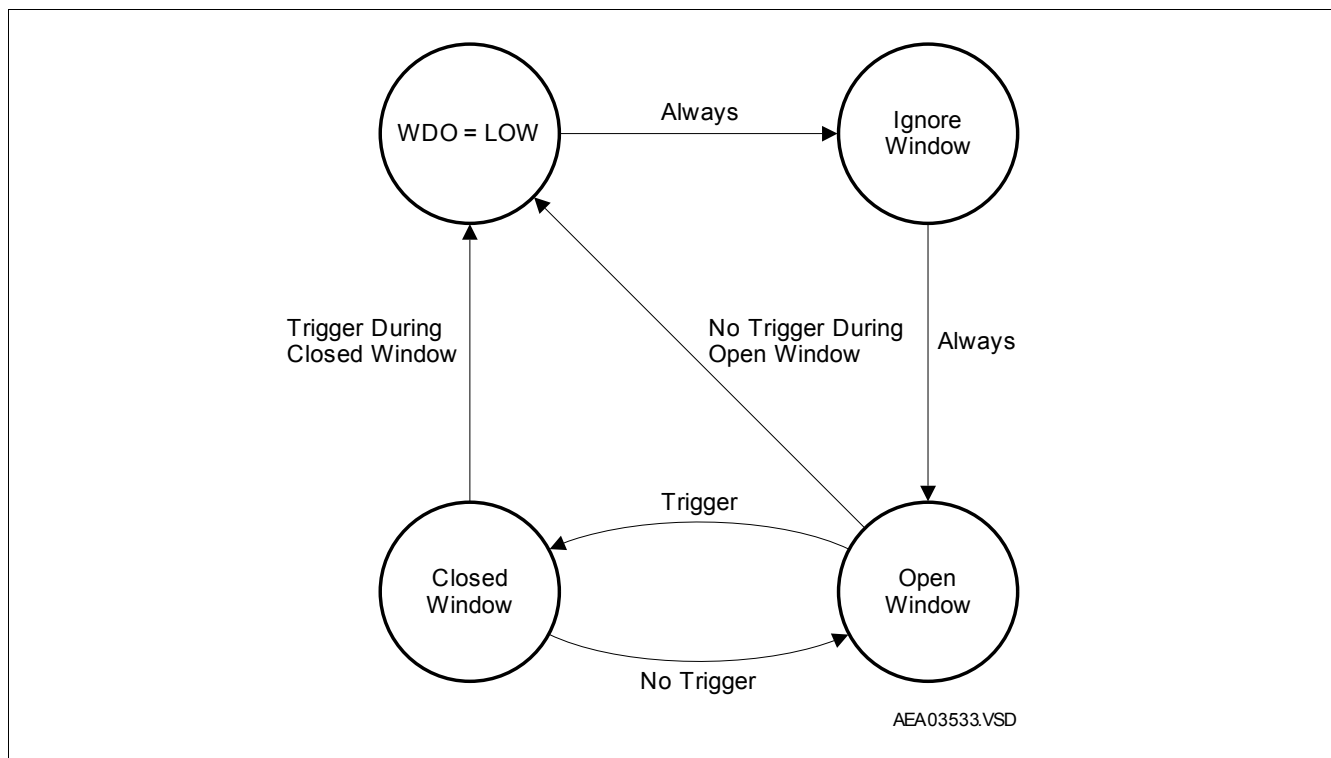 WDO = LOW
Always
Ignore
Window
Trigger During
Closed Window
No Trigger During
Open Window
Always
Trigger
Closed
Window
Open
Window
No Trigger
AEA03533.VSD